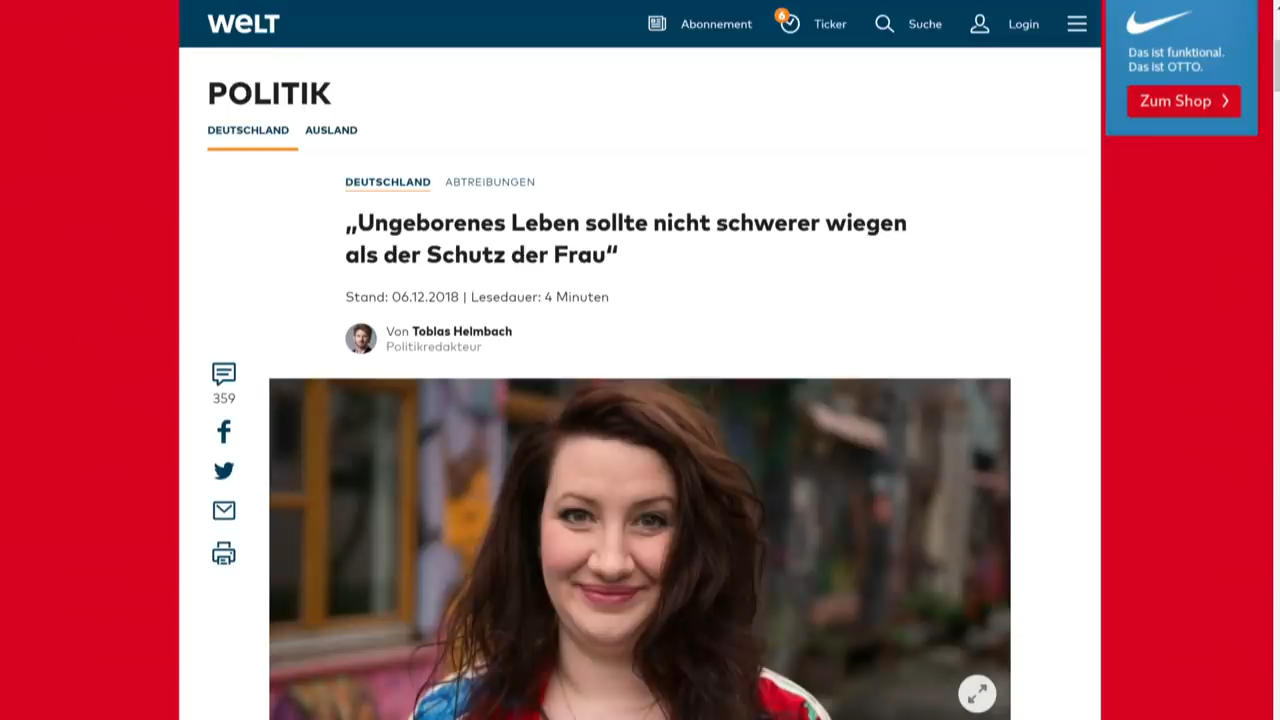 WELT
Abonnement
6
Ticker
Suche
Login
Das ist funktional.
Das ist OTTO.
Zum Shop
POLITIK
DEUTSCHLAND AUSLAND
DEUTSCHLAND ABTREIBUNGEN
„Ungeborenes Leben sollte nicht schwerer wiegen
als der Schutz der Frau“
Stand: 06.12.2018 | Lesedauer: 4 Minuten
Von Tobias Heimbach
Politikredakteur
359